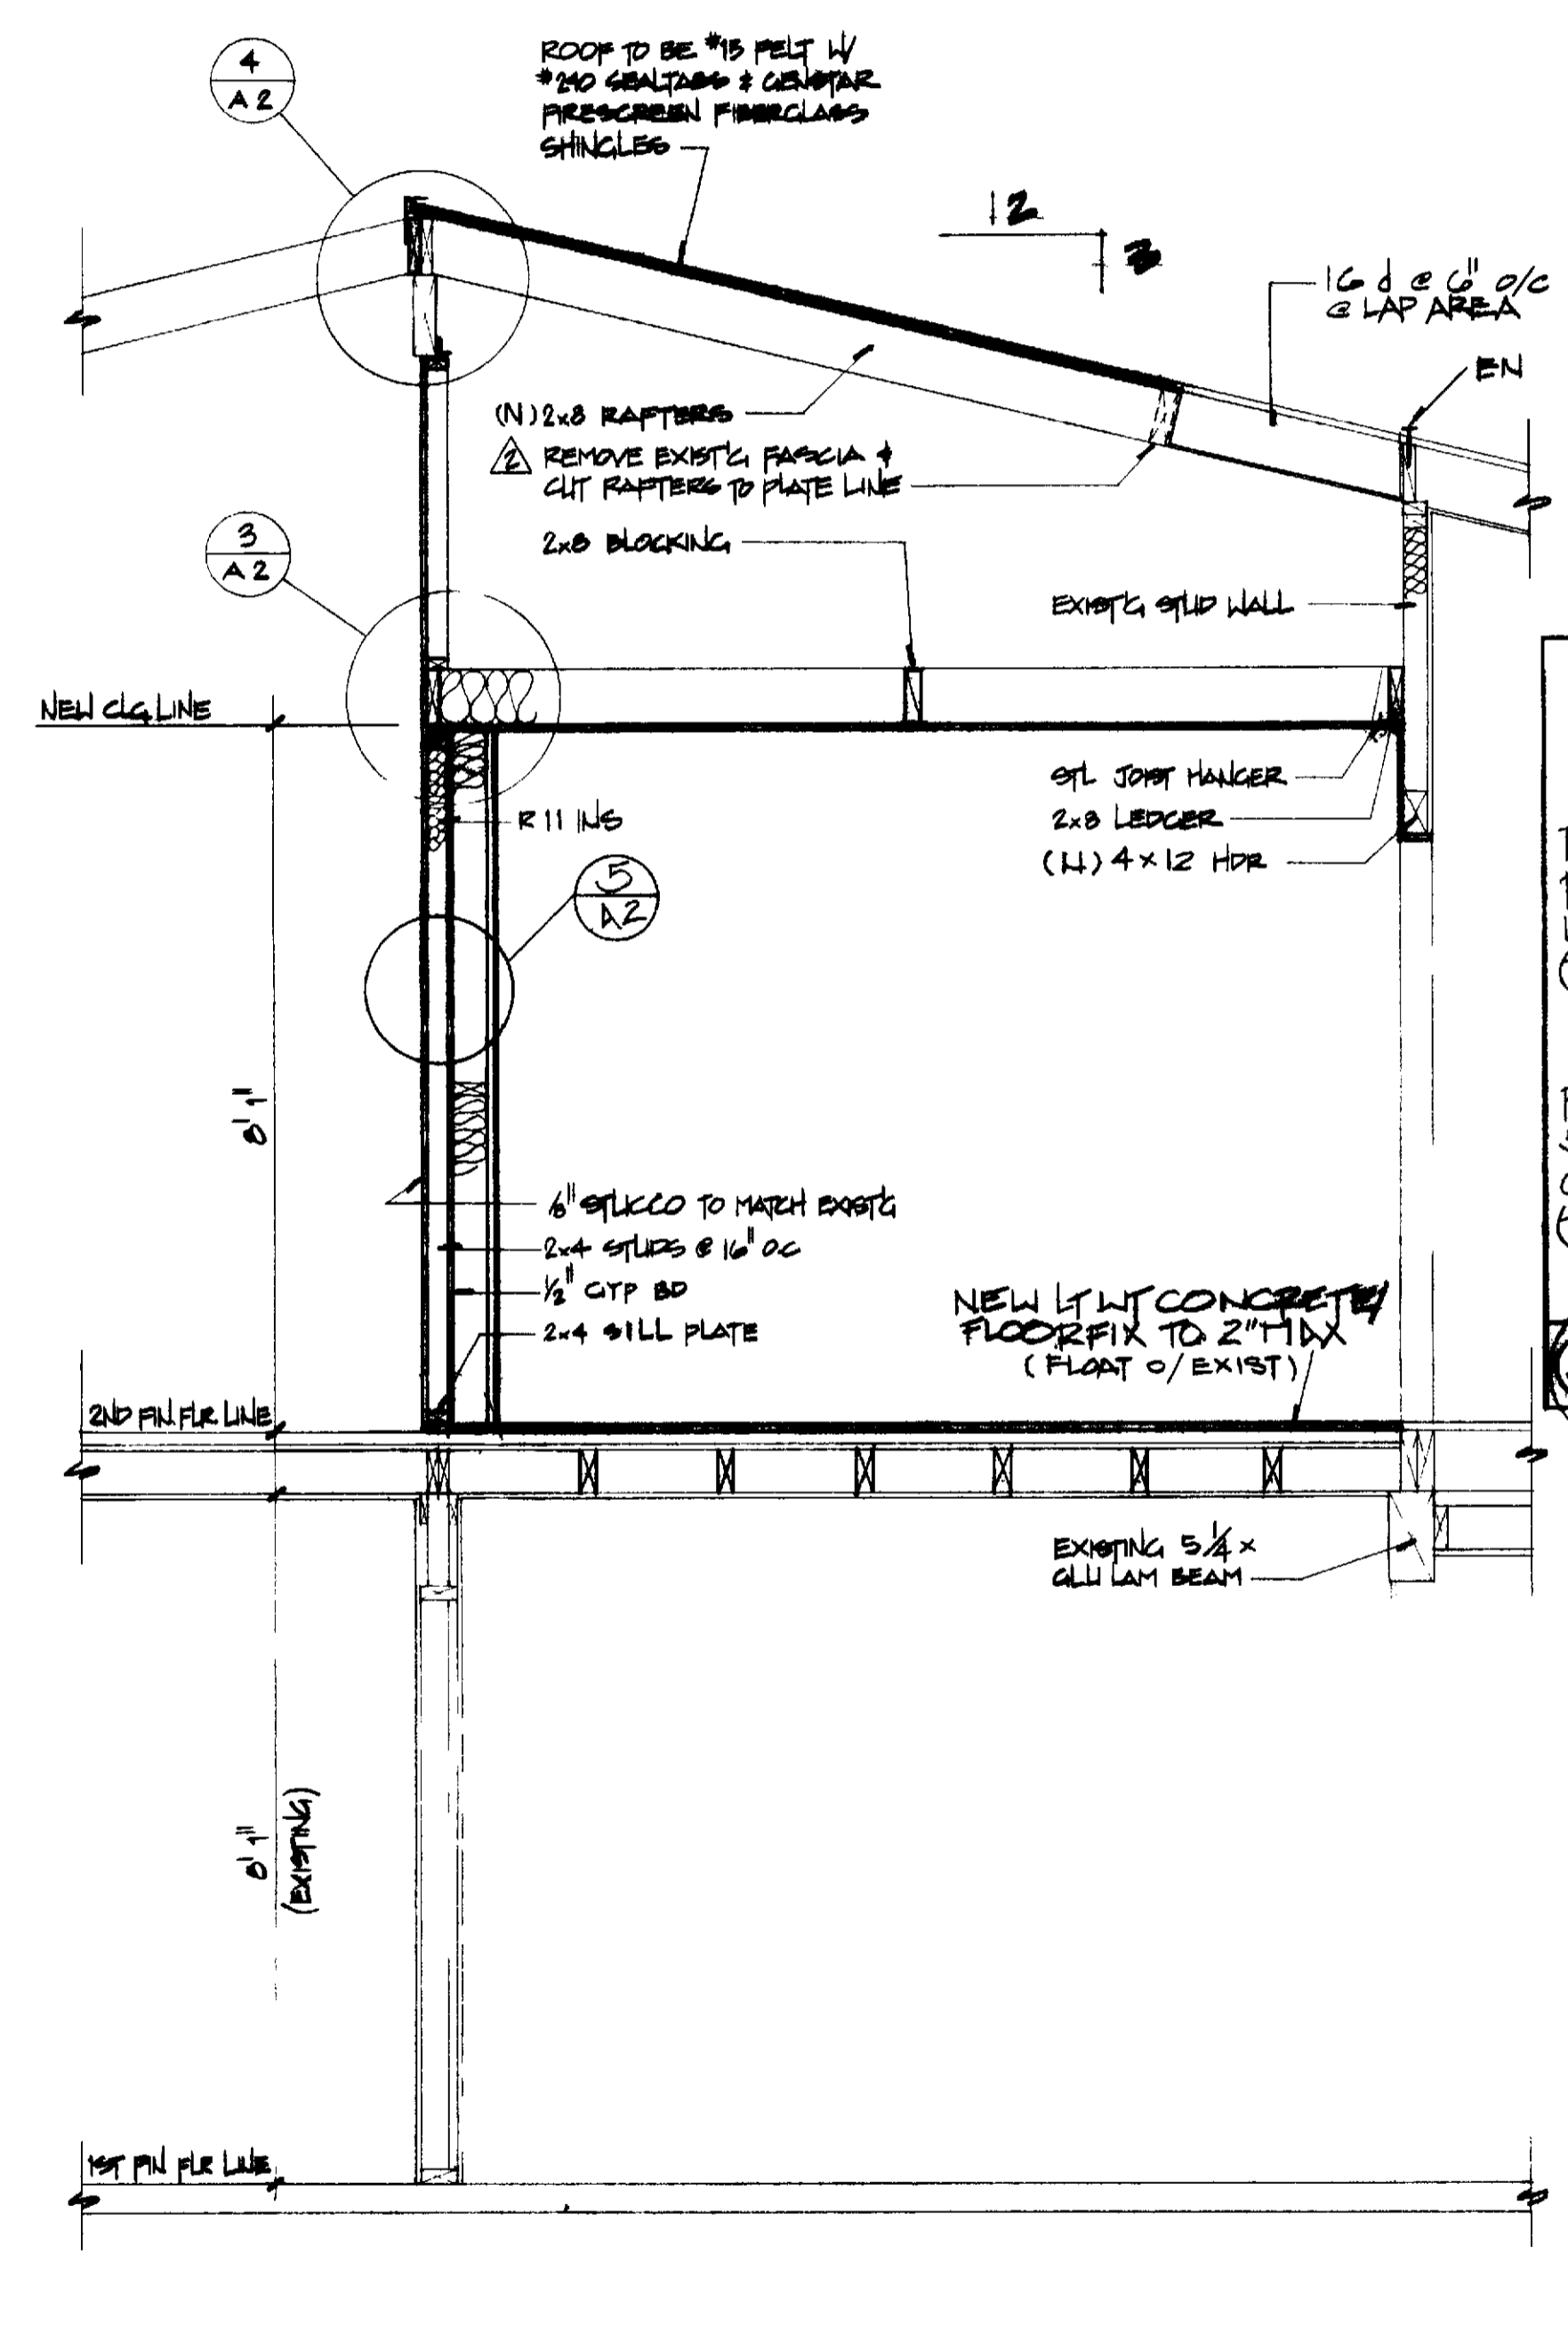 4
A2
ROOF TO BE #15 FELT W/
#240 SEALTABS & GENSTAR
FIRESCREEN FIBERGLASS
SHINGLES
12
3
16 d @ 6" O/C
@ LAP AREA
EN
(N) 2x8 RAFTERS
2 REMOVE EXIST'G FASCIA &
CUT RAFTERS TO PLATE LINE
2x8 BLOCKING
3
A2
EXIST'G STUD WALL
NEW CLG LINE
STL JOIST HANGER
2x8 LEDGER
(N) 4x12 HDR
R11 INS
5
A2
8'1"
/8" STUCCO TO MATCH EXIST'G
2x4 STUDS @ 16" OC
1/2" GYP BD
2x4 SILL PLATE
NEW LT WT CONCRETE/
FLOORFIX TO 2" MAX
(FLOAT O/ EXIST)
2ND FIN. FLR. LINE
EXISTING 5 1/4 x
GLU LAM BEAM
8'1"
(EXISTING)
1ST FIN FLR LINE